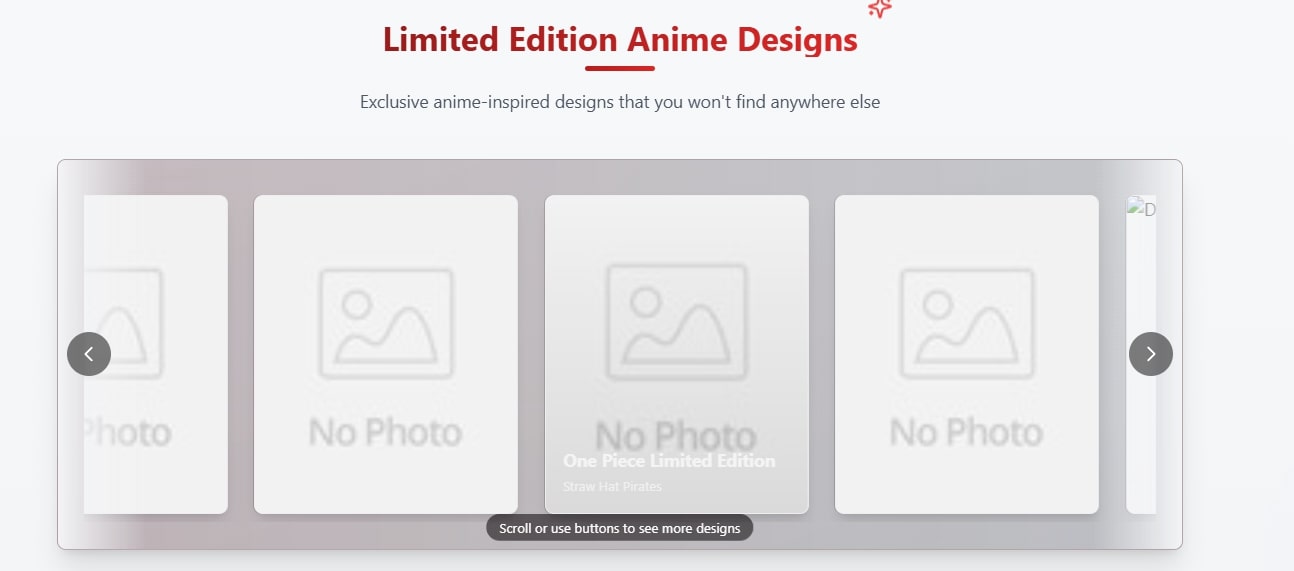 Limited Edition Anime Designs
Exclusive anime-inspired designs that you won't find anywhere else
Photo
No Photo
No Photo
No Photo
D
One Piece Limited Edition
Straw Hat Pirates
Scroll or use buttons to see more designs